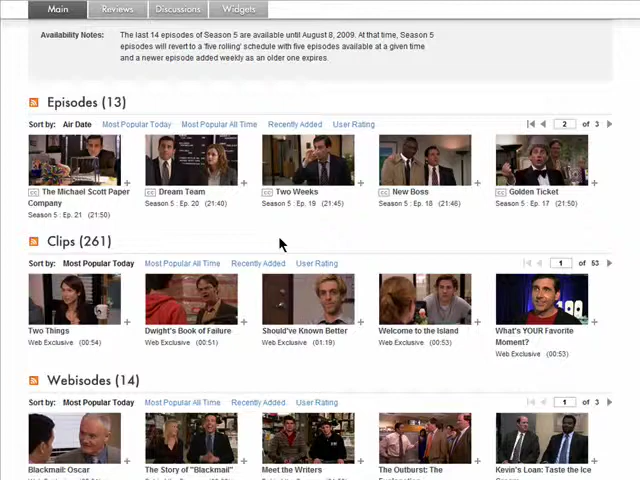 Main Reviews Discussions Widgets
Availability Notes: The last 14 episodes of Season 5 are available until August 8, 2009. At that time, Season 5
episodes will revert to a 'five rolling' schedule with five episodes available at a given time
and a newer episode added weekly as an older one expires.
Episodes (13)
Sort by: Air Date Most Popular Today Most Popular All Time Recently Added User Rating 2 of 3
CC The Michael Scott Paper Company
CC Dream Team
CC Two Weeks
CC New Boss
CC Golden Ticket
Season 5 : Ep. 21 (21:50)
Season 5 : Ep. 20 (21:40)
Season 5 : Ep. 19 (21:45)
Season 5 : Ep. 18 (21:46)
Season 5 : Ep. 17 (21:50)
Clips (261)
Sort by: Most Popular Today Most Popular All Time Recently Added User Rating 1 of 53
Two Things
Web Exclusive (00:54)
Dwight's Book of Failure
Web Exclusive (00:51)
Should've Known Better
Web Exclusive (01:19)
Welcome to the Island
Web Exclusive (00:53)
What's YOUR Favorite
Moment?
Web Exclusive (00:53)
Webisodes (14)
Sort by: Most Popular Today Most Popular All Time Recently Added User Rating 1 of 3
Blackmail: Oscar
The Story of "Blackmail"
Meet the Writers
The Outburst: The
Kevin's Loan: Taste the Ice